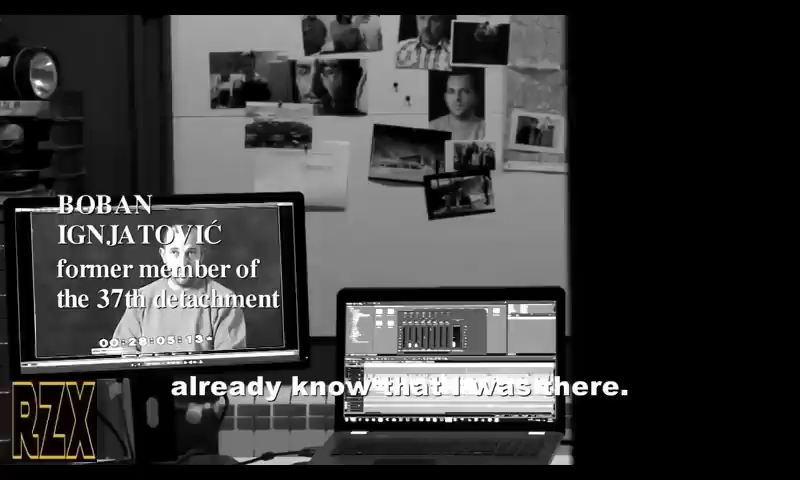 BOBAN
IGNJATOVIĆ
former member of
the 37th detachment
00:28:05:13
already know that I was there.
RZX